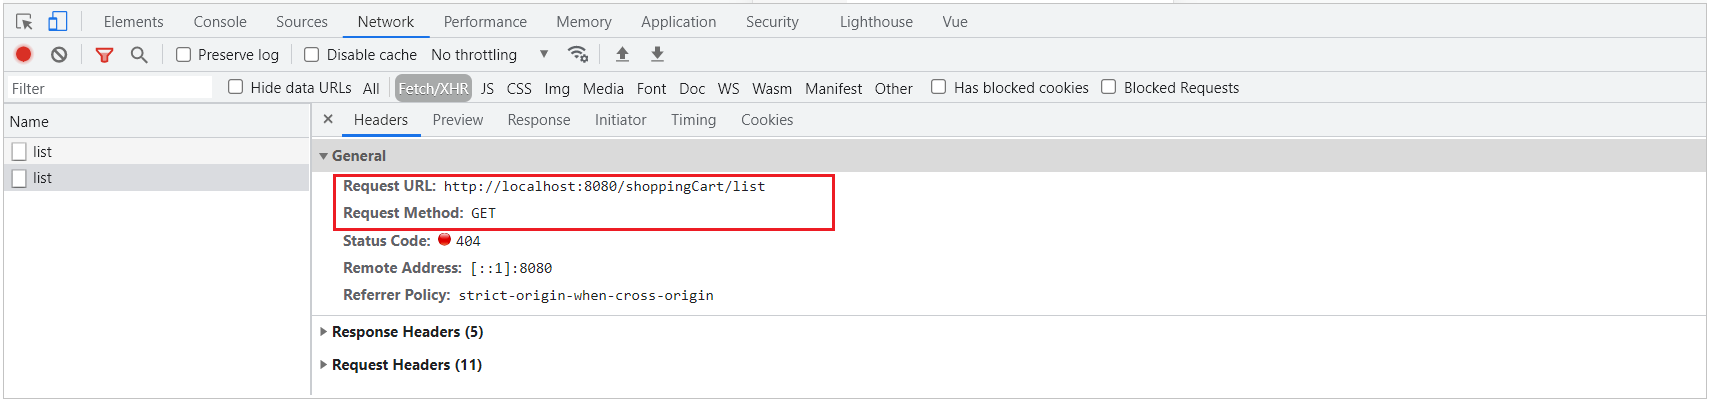 Elements Console Sources Network Performance Memory Application Security Lighthouse Vue
Preserve log Disable cache No throttling
Filter Hide data URLs All Fetch/XHR JS CSS Img Media Font Doc WS Wasm Manifest Other Has blocked cookies Blocked Requests
Name
list
list
× Headers Preview Response Initiator Timing Cookies
General
Request URL: http://localhost:8080/shoppingCart/list
Request Method: GET
Status Code: 404
Remote Address: [::1]:8080
Referrer Policy: strict-origin-when-cross-origin
Response Headers (5)
Request Headers (11)